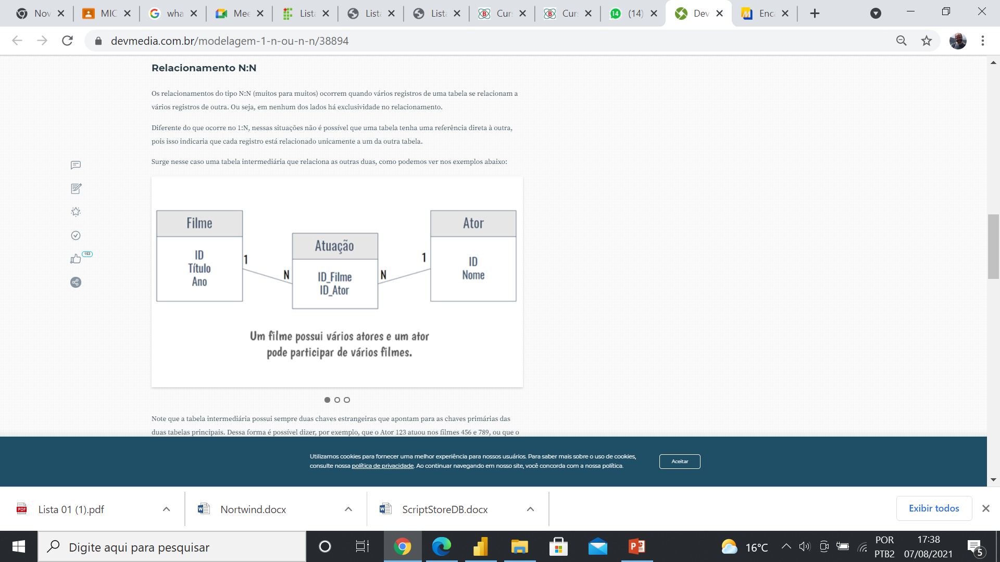 Nov
MIC
wha
Mee
Lista
Lista
Lista
Curs
Curs
14
(14)
Dev
Enca
devmedia.com.br/modelagem-1-n-ou-n-n/38894
Relacionamento N:N
Os relacionamentos do tipo N:N (muitos para muitos) ocorrem quando vários registros de uma tabela se relacionam a
vários registros de outra. Ou seja, em nenhum dos lados há exclusividade no relacionamento.
Diferente do que ocorre no 1:N, nessas situações não é possível que uma tabela tenha uma referência direta à outra,
pois isso indicaria que cada registro está relacionado unicamente a um da outra tabela.
Surge nesse caso uma tabela intermediária que relaciona as outras duas, como podemos ver nos exemplos abaixo:
153
Filme
ID
Título
Ano
1
N
Atuação
ID_Filme
ID_Ator
N
1
Ator
ID
Nome
Um filme possui vários atores e um ator
pode participar de vários filmes.
Note que a tabela intermediária possui sempre duas chaves estrangeiras que apontam para as chaves primárias das
duas tabelas principais. Dessa forma é possível dizer, por exemplo, que o Ator 123 atuou nos filmes 456 e 789, ou que o
Utilizamos cookies para fornecer uma melhor experiência para nossos usuários. Para saber mais sobre o uso de cookies,
consulte nossa política de privacidade. Ao continuar navegando em nosso site, você concorda com a nossa política.
Aceitar
PDF
Lista 01 (1).pdf
Nortwind.docx
ScriptStoreDB.docx
Exibir todos
Digite aqui para pesquisar
16°C
POR
PTB2
17:38
07/08/2021
5